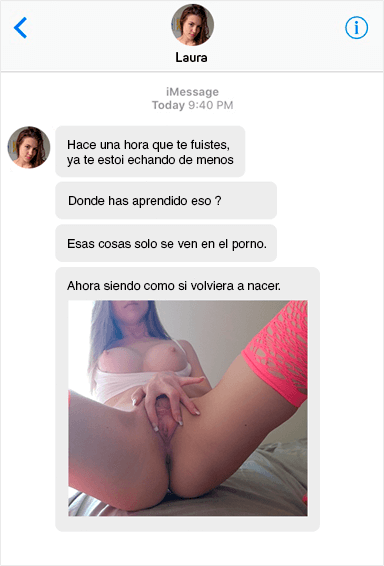 Laura
iMessage
Today 9:40 PM
Hace una hora que te fuistes,
ya te estoi echando de menos
Donde has aprendido eso ?
Esas cosas solo se ven en el porno.
Ahora siendo como si volviera a nacer.